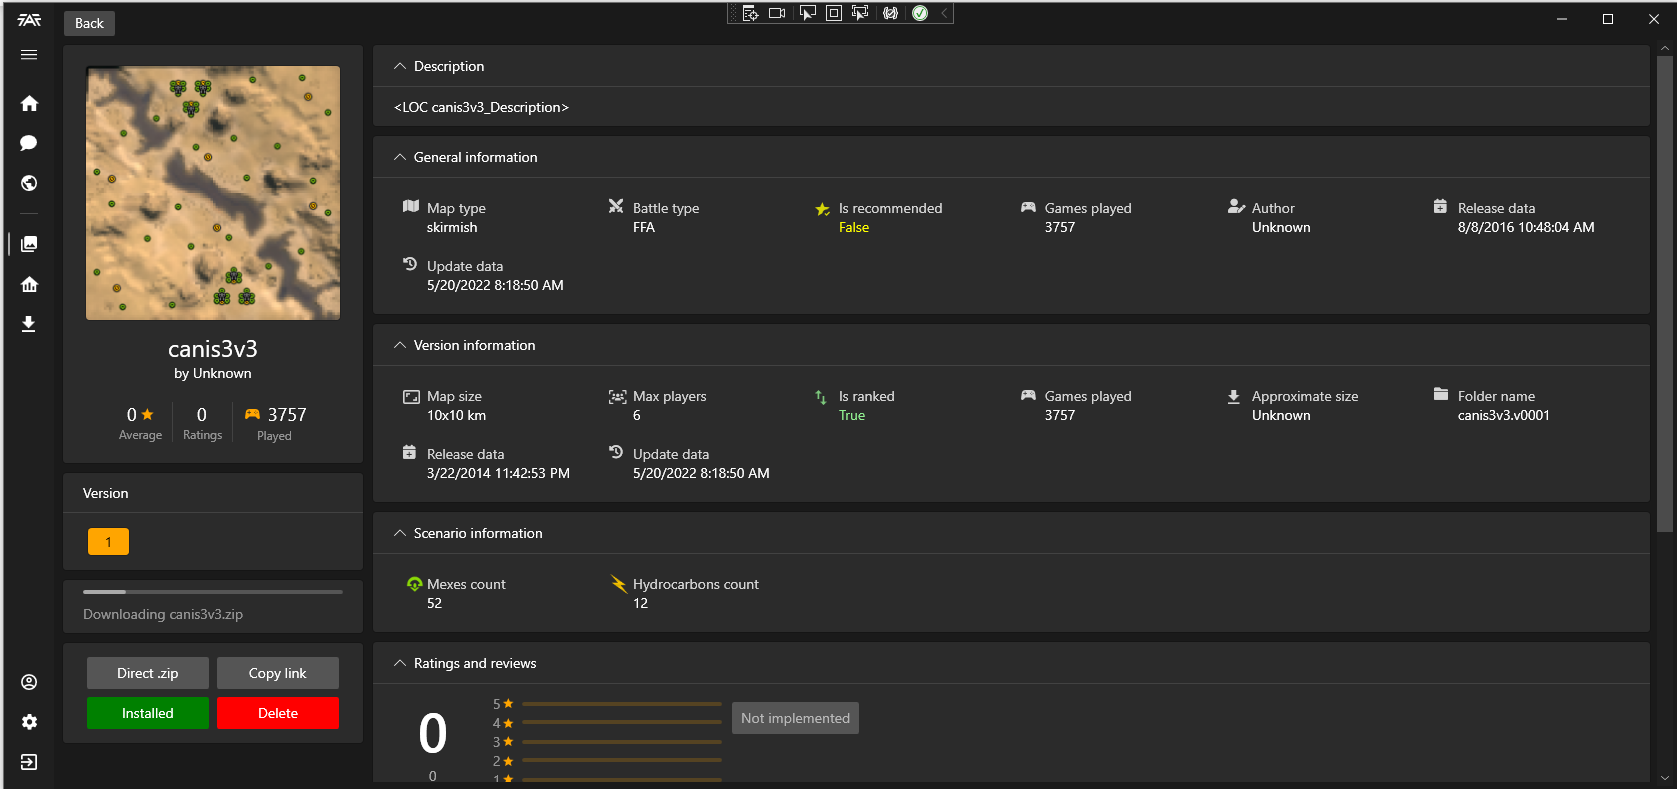 FAF
Back
canis3v3
by Unknown
0
Average
0
Ratings
3757
Played
Version
1
Downloading canis3v3.zip
Direct .zip
Copy link
Installed
Delete
Description
<LOC canis3v3_Description>
General information
Map type
skirmish
Battle type
FFA
Is recommended
False
Games played
3757
Author
Unknown
Release data
8/8/2016 10:48:04 AM
Update data
5/20/2022 8:18:50 AM
Version information
Map size
10x10 km
Max players
6
Is ranked
True
Games played
3757
Approximate size
Unknown
Folder name
canis3v3.v0001
Release data
3/22/2014 11:42:53 PM
Update data
5/20/2022 8:18:50 AM
Scenario information
Mexes count
52
Hydrocarbons count
12
Ratings and reviews
0
0
5
4
3
2
1
Not implemented